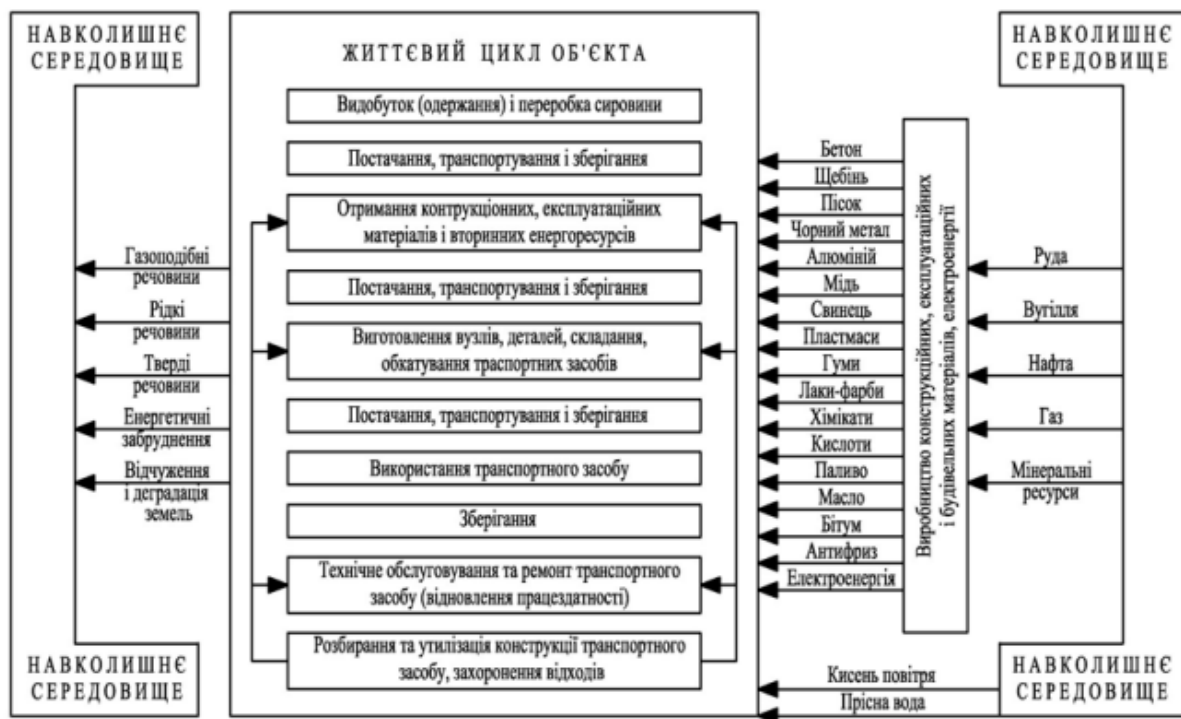 НАВКОЛИШНЄ
СЕРЕДОВИЩЕ
Газоподібні
речовини
Рідкі
речовини
Тверді
речовини
Енергетичні
забруднення
Відчуження
і деградація
земель
НАВКОЛИШНЄ
СЕРЕДОВИЩЕ
ЖИТТЄВИЙ ЦИКЛ ОБ'ЄКТА
Видобуток (одержання) і переробка сировини
Постачання, транспортування і зберігання
Отримання контрукціонних, експлуатаційних
матеріалів і вторинних енергоресурсів
Постачання, транспортування і зберігання
Виготовлення вузлів, деталей, складання,
обкатування траспортних засобів
Постачання, транспортування і зберігання
Використання транспортного засобу
Зберігання
Технічне обслуговування та ремонт транспортного
засобу (відновлення працездатності)
Розбирання та утилізація конструкції транспортного
засобу, захоронення відходів
Бетон
Щебінь
Пісок
Чорний метал
Алюміній
Мідь
Свинець
Пластмаси
Гуми
Лаки-фарби
Хімікати
Кислоти
Паливо
Масло
Бітум
Антифриз
Електроенергія
Кисень повітря
Прісна вода
Виробництво конструкційних, експлуатаційних
і будівельних матеріалів, електроенергії
НАВКОЛИШНЄ
СЕРЕДОВИЩЕ
Руда
Вугілля
Нафта
Газ
Мінеральні
ресурси
НАВКОЛИШНЄ
СЕРЕДОВИЩЕ